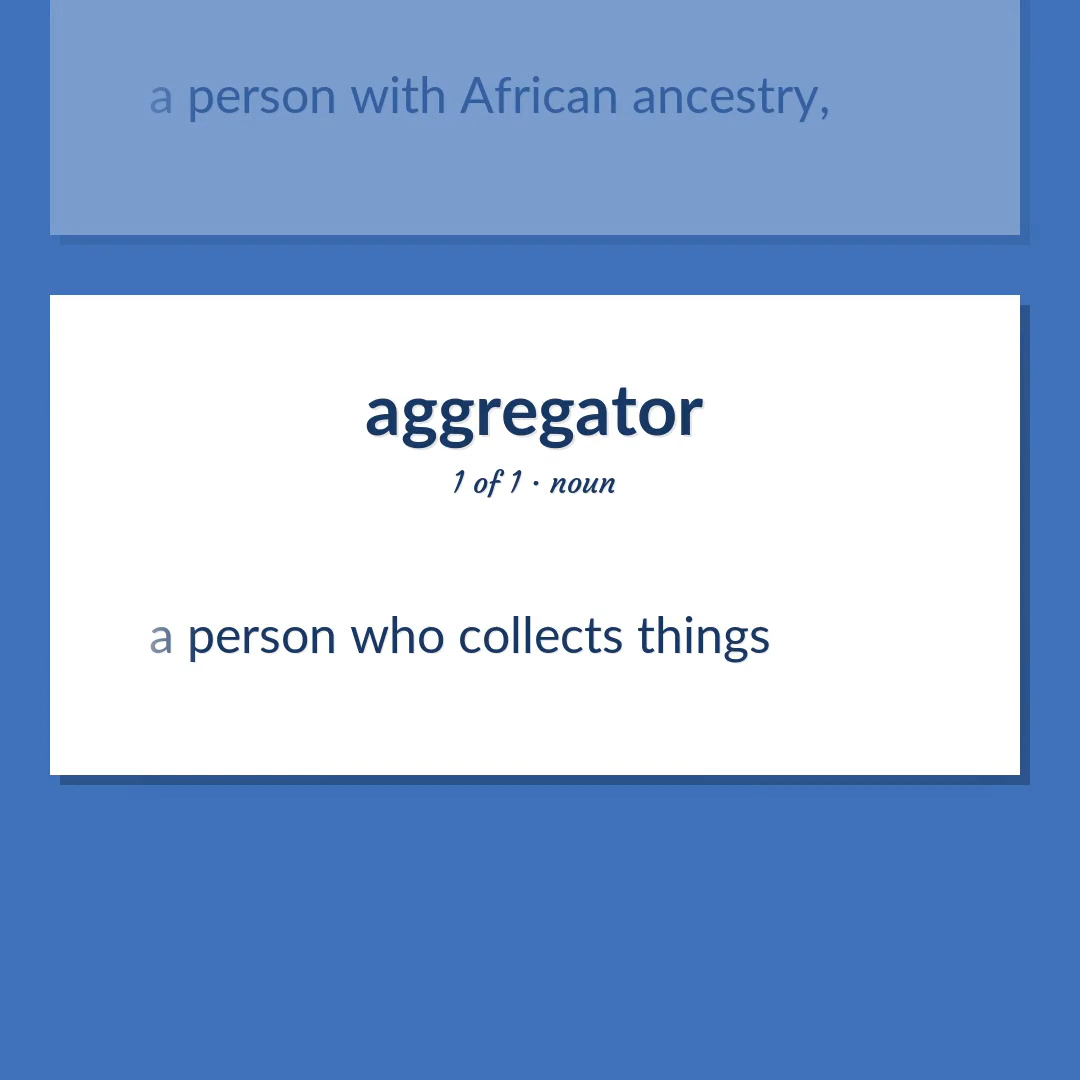 a person with African ancestry,
aggregator
1 of 1 · noun
a person who collects things